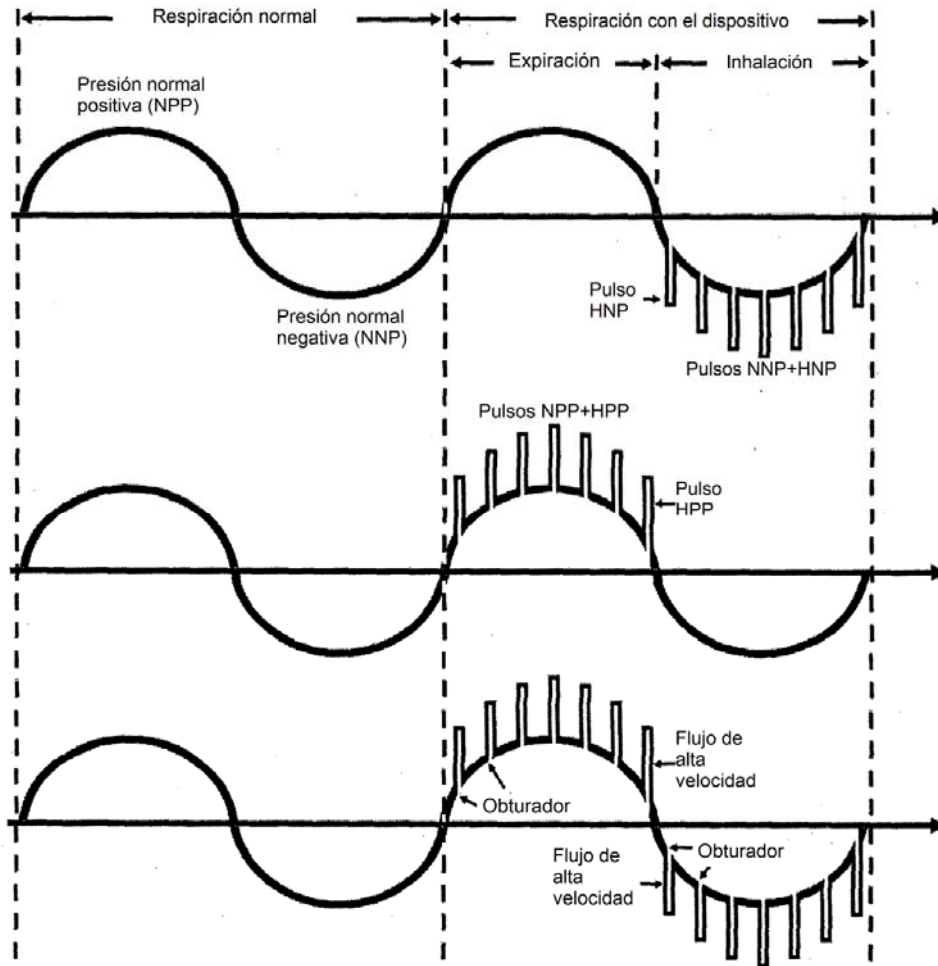 Respiración normal
Respiración con el dispositivo
Expiración
Inhalación
Presión normal
positiva (NPP)
Presión normal
negativa (NNP)
Pulso
HNP
Pulsos NNP+HNP
Pulsos NPP+HPP
Pulso
HPP
Flujo de
alta
velocidad
Obturador
Flujo de
alta
velocidad
Obturador